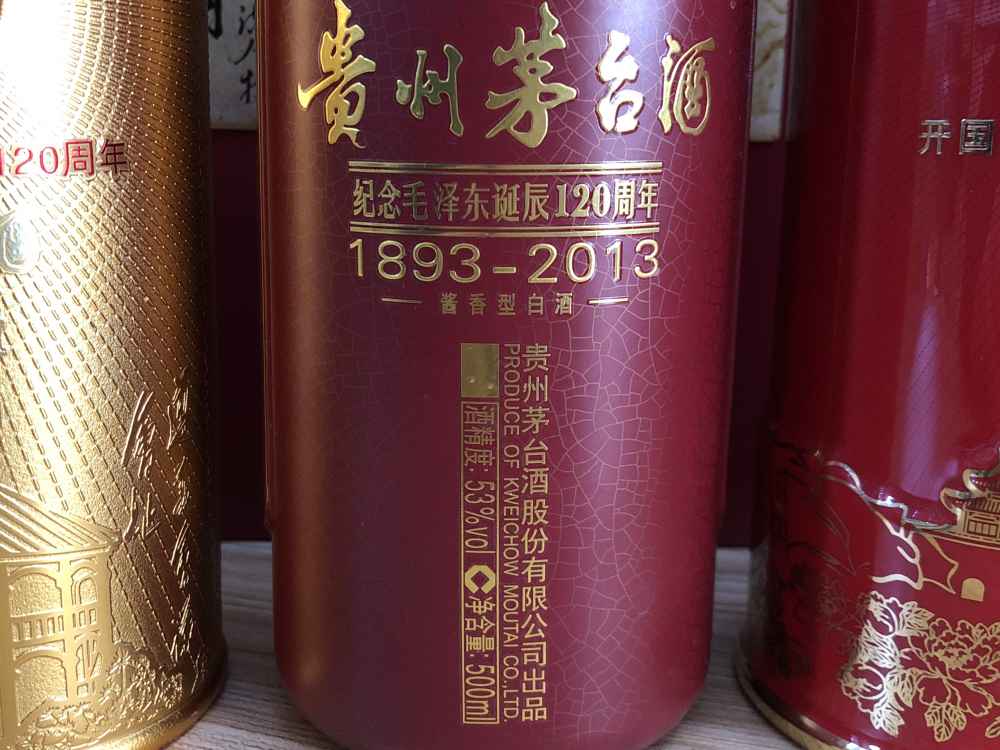 贵州茅台酒
纪念毛泽东诞辰120周年
1893-2013
酱香型白酒
贵州茅台酒股份有限公司出品
PRODUCE OF KWEICHOW MOUTAI CO.,LTD.
酒精度:53%vol
C净含量:500ml
120周年
开国